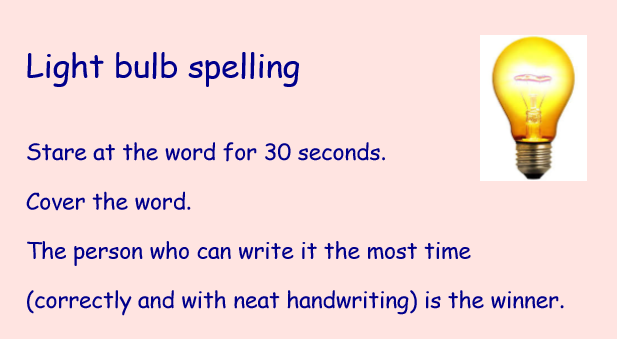 Light bulb spelling
Stare at the word for 30 seconds.
Cover the word.
The person who can write it the most time
(correctly and with neat handwriting) is the winner.